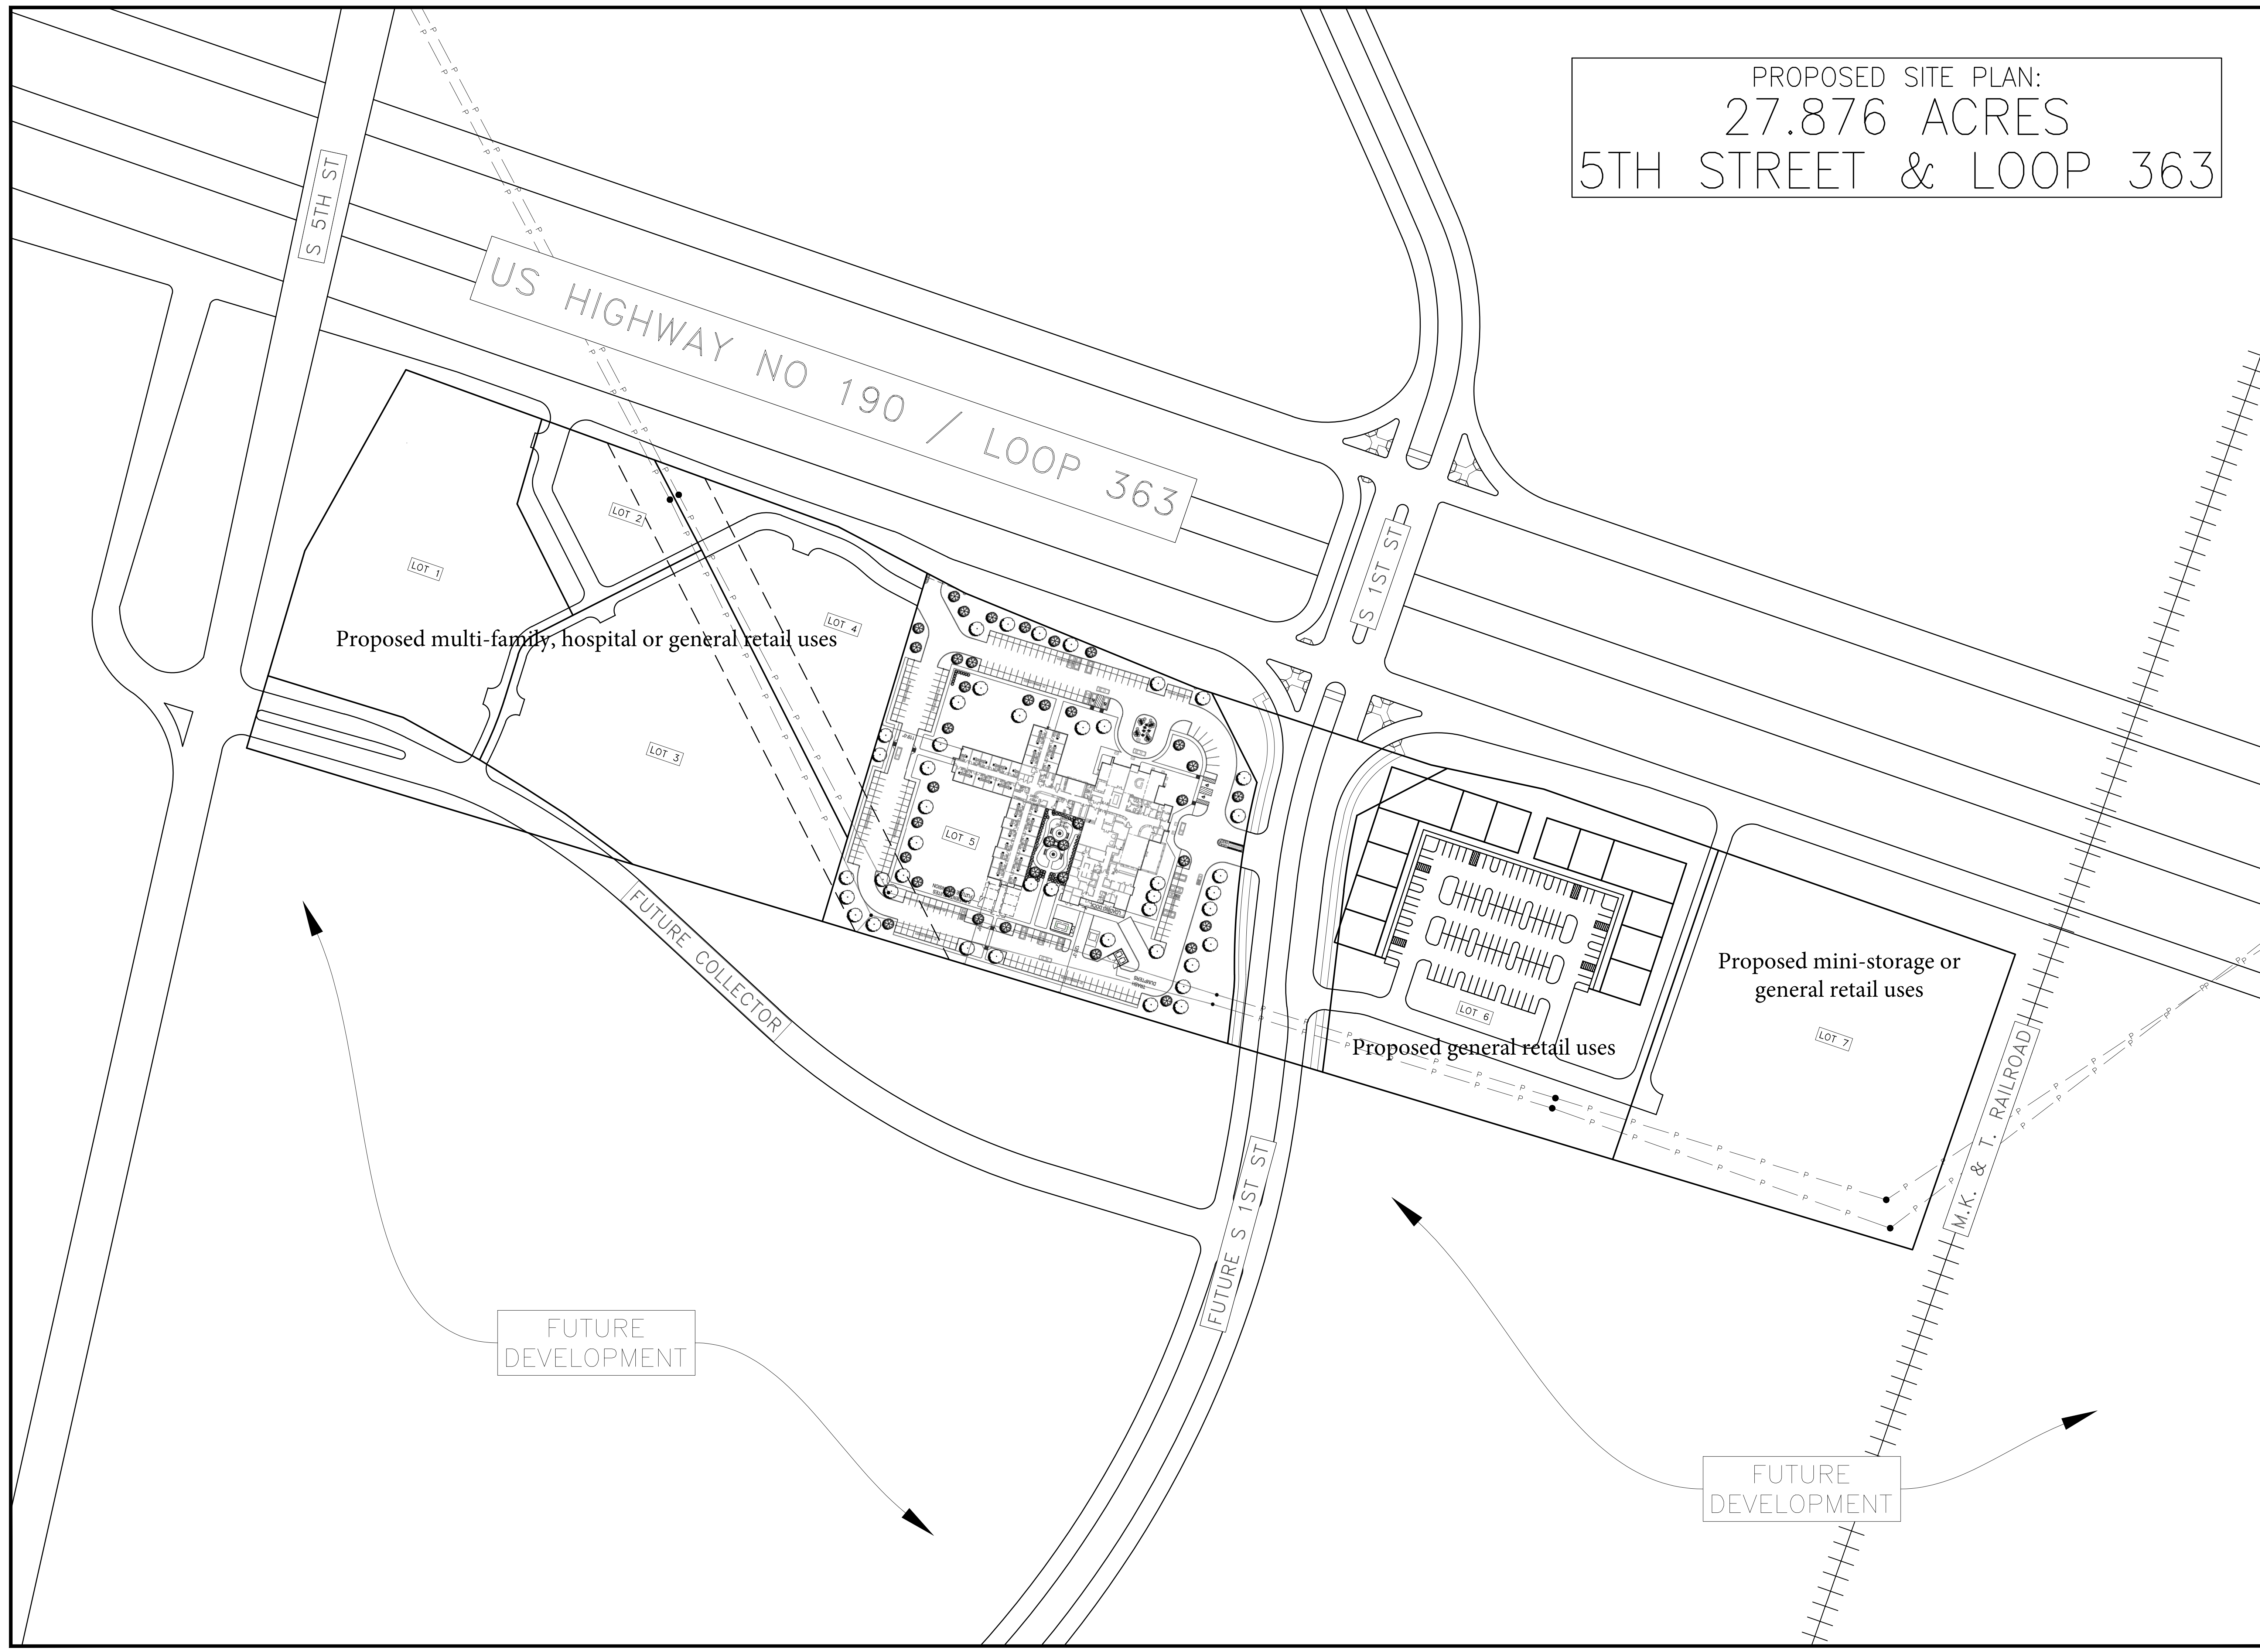 PROPOSED SITE PLAN:
27.876 ACRES
5TH STREET & LOOP 363
S 5TH ST
US HIGHWAY NO 190 / LOOP 363
S 1ST ST
LOT 1
LOT 2
Proposed multi-family, hospital or general retail uses
LOT 4
LOT 3
LOT 5
FUTURE COLLECTOR
Proposed mini-storage or
general retail uses
LOT 6
LOT 7
Proposed general retail uses
M.K. & T. RAILROAD
FUTURE S 1ST ST
FUTURE
DEVELOPMENT
FUTURE
DEVELOPMENT